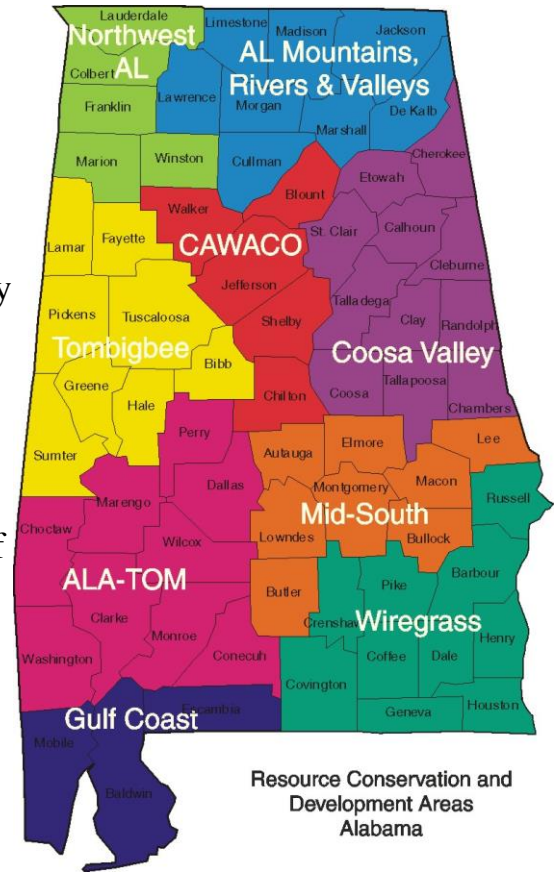 Lauderdale
Northwest
AL
Colbert
Franklin
Marion
Winston
Limestone
Madison
Jackson
AL Mountains,
Rivers & Valleys
Lawrence
Morgan
Marshall
De Kalb
Cullman
Cherokee
Etowah
Blount
Walker
CAWACO
Jefferson
Shelby
Chilton
St. Clair
Calhoun
Cleburne
Talladega
Clay
Randolph
Coosa Valley
Coosa
Tallapoosa
Chambers
Lamar
Fayette
y
Pickens
Tuscaloosa
Tombigbee
Bibb
Greene
Hale
Sumter
Perry
Dallas
Marengo
Choctaw
Wilcox
f
ALA-TOM
Clarke
Monroe
Washington
Conecuh
Autauga
Elmore
Lee
Montgomery
Macon
Mid-South
Lowndes
Bullock
Butler
Russell
Pike
Barbour
Crenshaw
Wiregrass
Henry
Coffee
Dale
Covington
Geneva
Houston
Gulf Coast
Escambia
Mobile
Baldwin
Resource Conservation and
Development Areas
Alabama